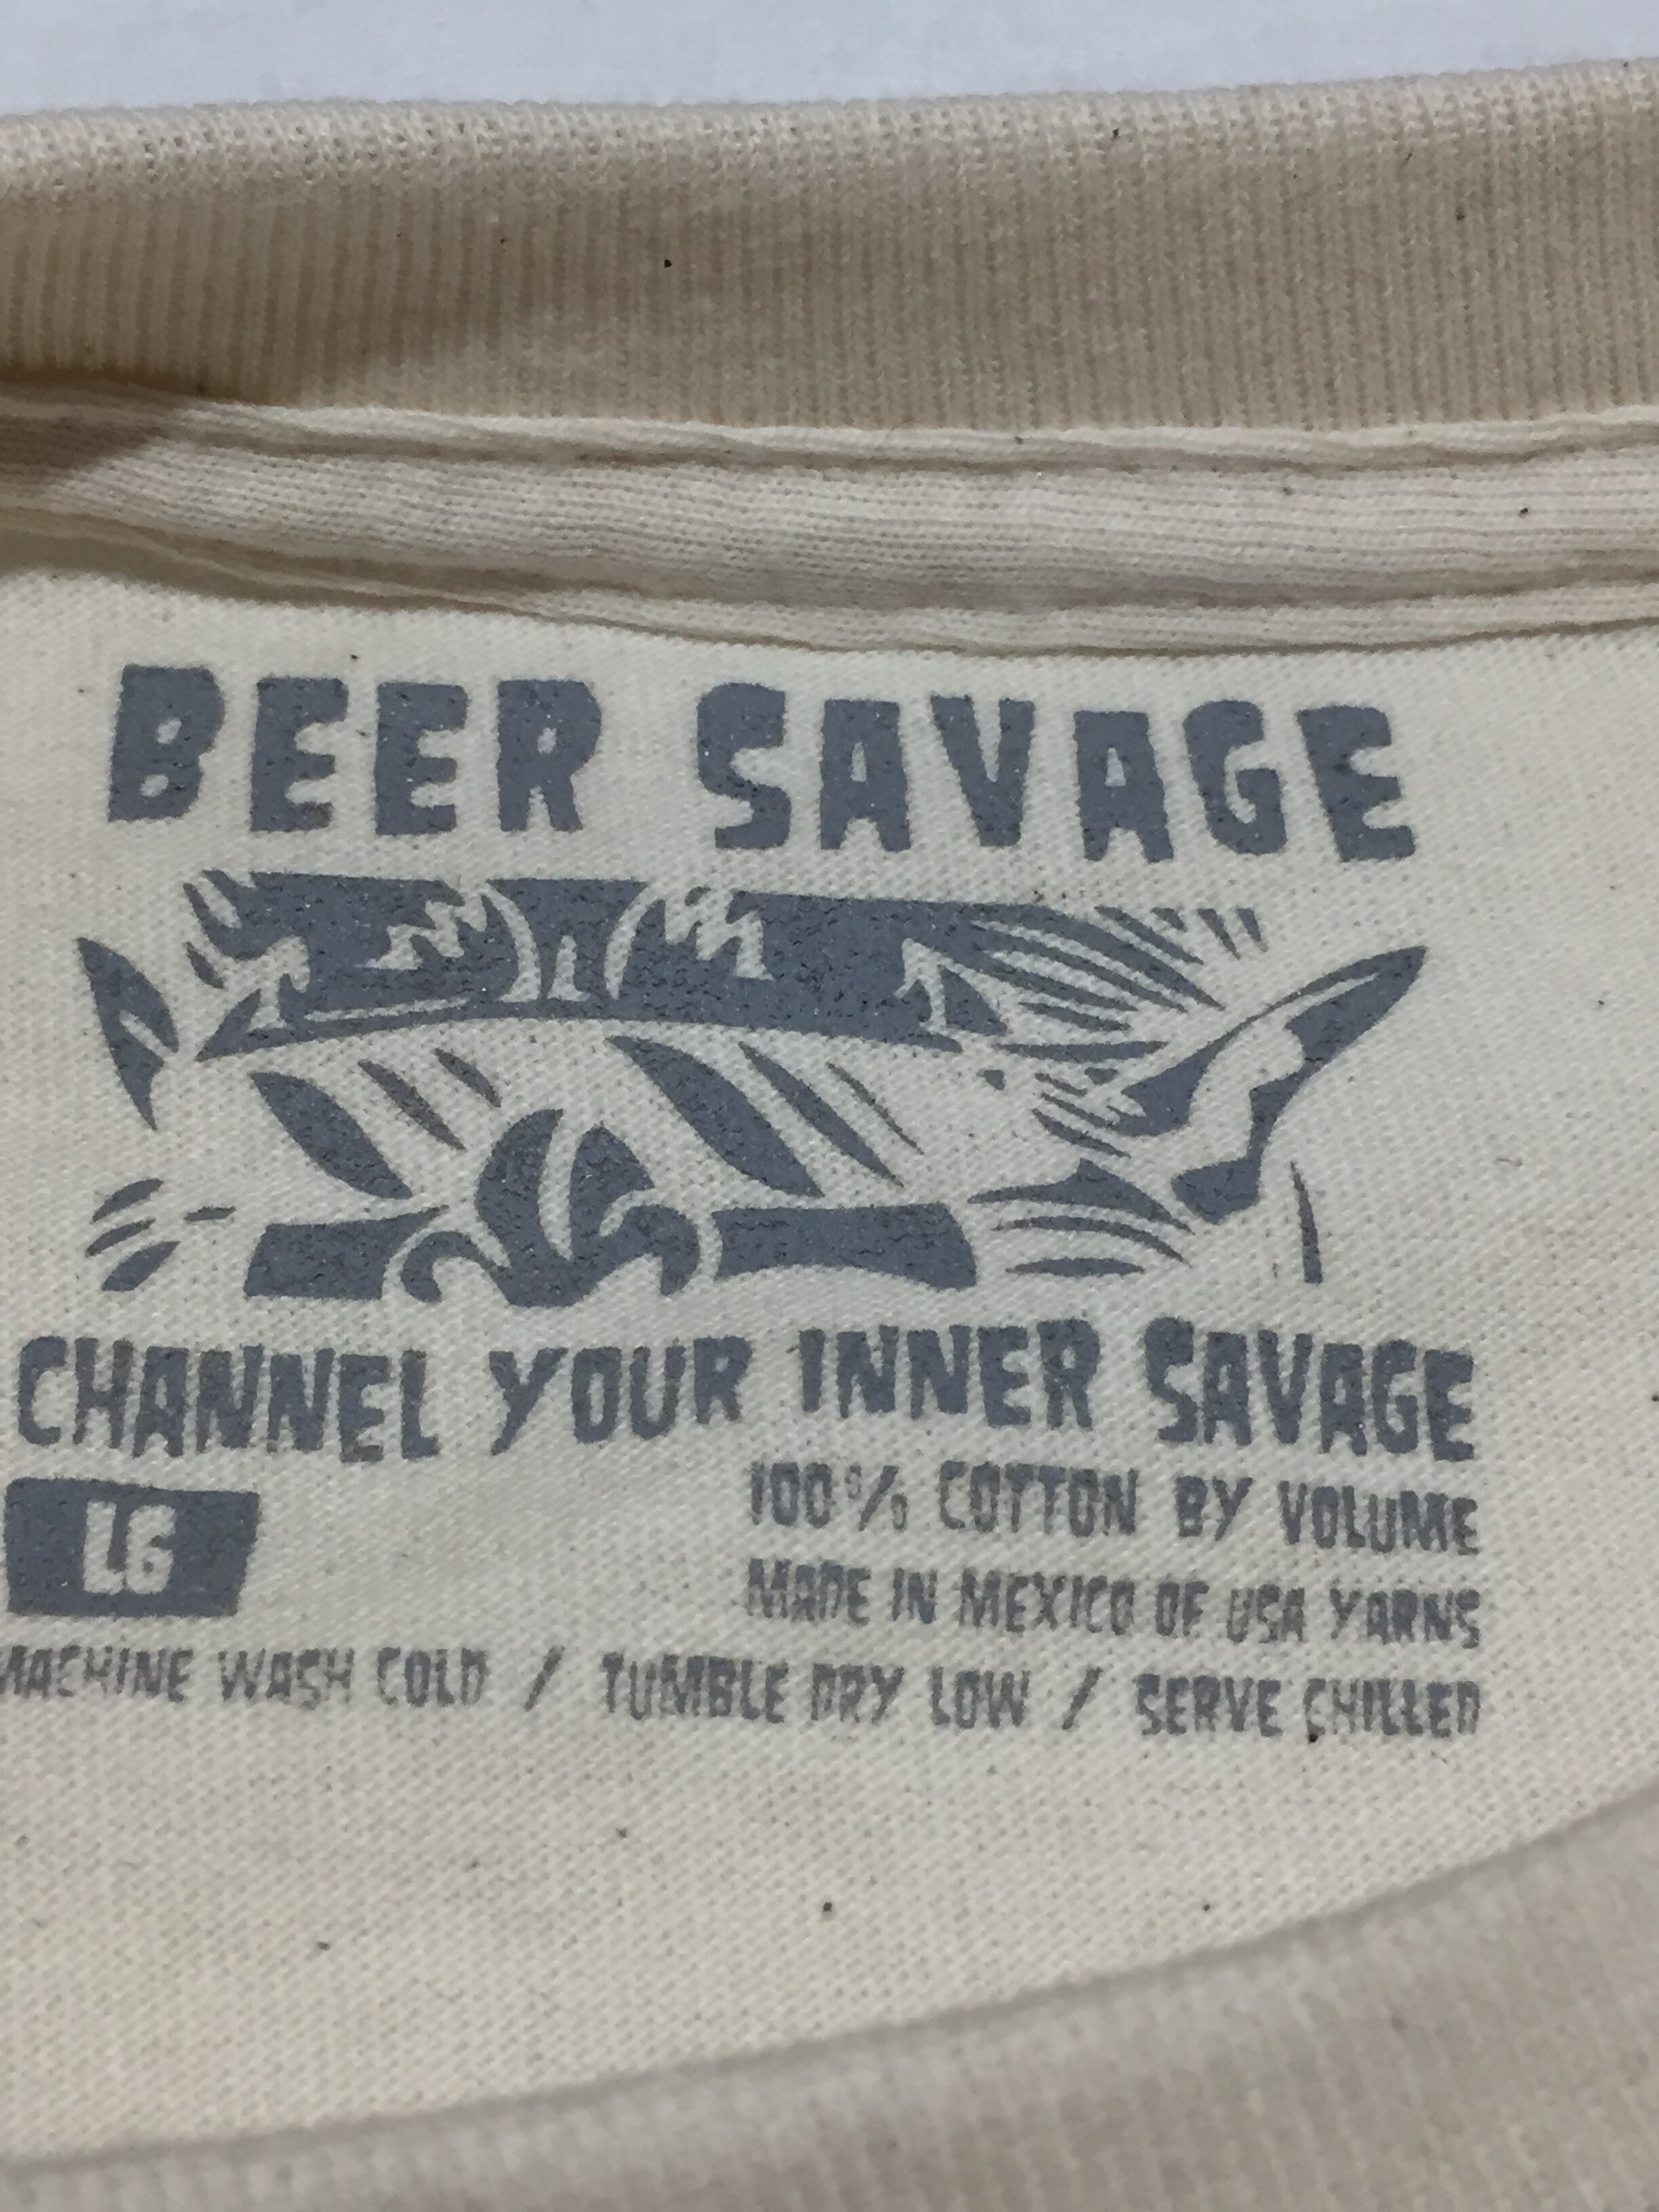 BEER SAVAGE
CHANNEL YOUR INNER SAVAGE
LG
100% COTTON BY VOLUME
MADE IN MEXICO OF USA YARNS
MACHINE WASH COLD / TUMBLE DRY LOW / SERVE CHILLED